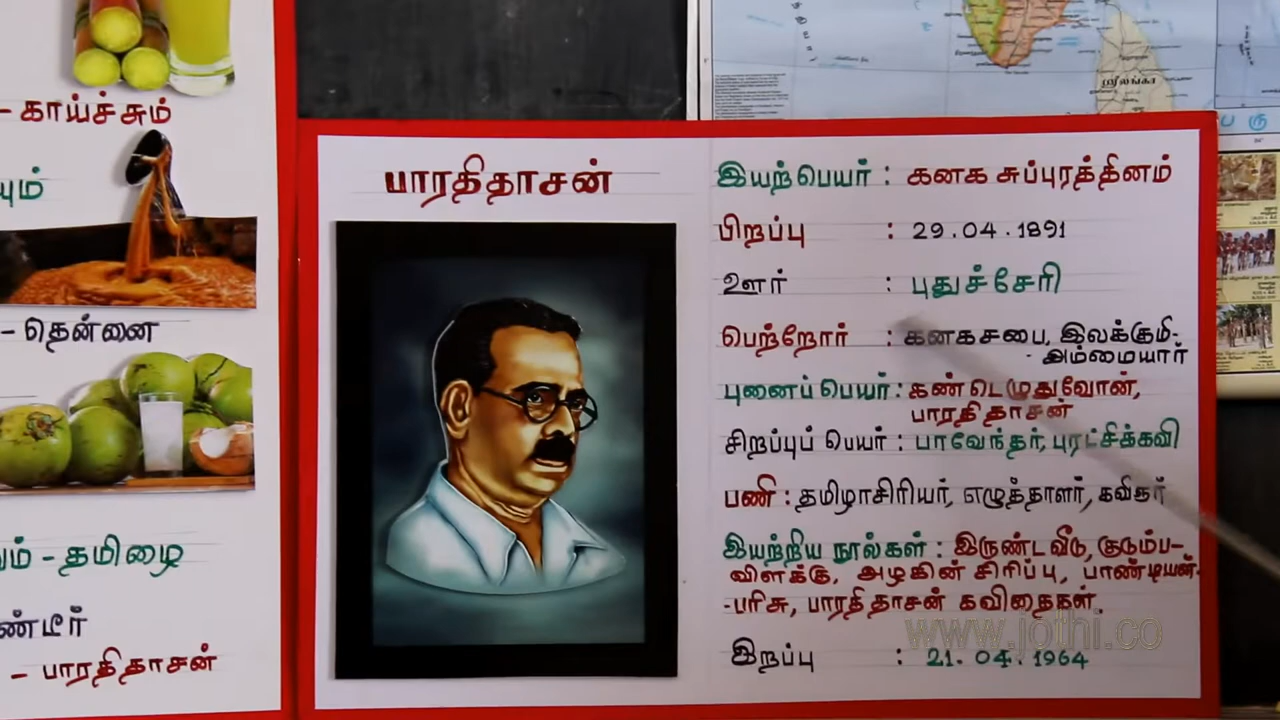 -காய்ச்சும்
யும்
-தென்னை
ம் - தமிழை
ண்டீர்
- பாரதிதாசன்
பாரதிதாசன்
இயற்பெயர் : கனக சுப்புரத்தினம்
பிறப்பு : 29.04.1891
ஊர் : புதுச்சேரி
பெற்றோர் : கனகசபை, இலக்குமி-
- அம்மையார்
புனைப் பெயர் : கண்டெழுதுவோன்,
பாரதிதாசன்
சிறப்புப் பெயர் : பாவேந்தர், புரட்சிக்கவி
பணி : தமிழாசிரியர், எழுத்தாளர், கவிஞர்
இயற்றிய நூல்கள் : இருண்டவீடு, குடும்ப-
விளக்கு, அழகின் சிரிப்பு, பாண்டியன்-
-பரிசு, பாரதிதாசன் கவிதைகள்.
இறப்பு : 21.04.1964
ஸ்ரீலங்கா
www.jothi.co